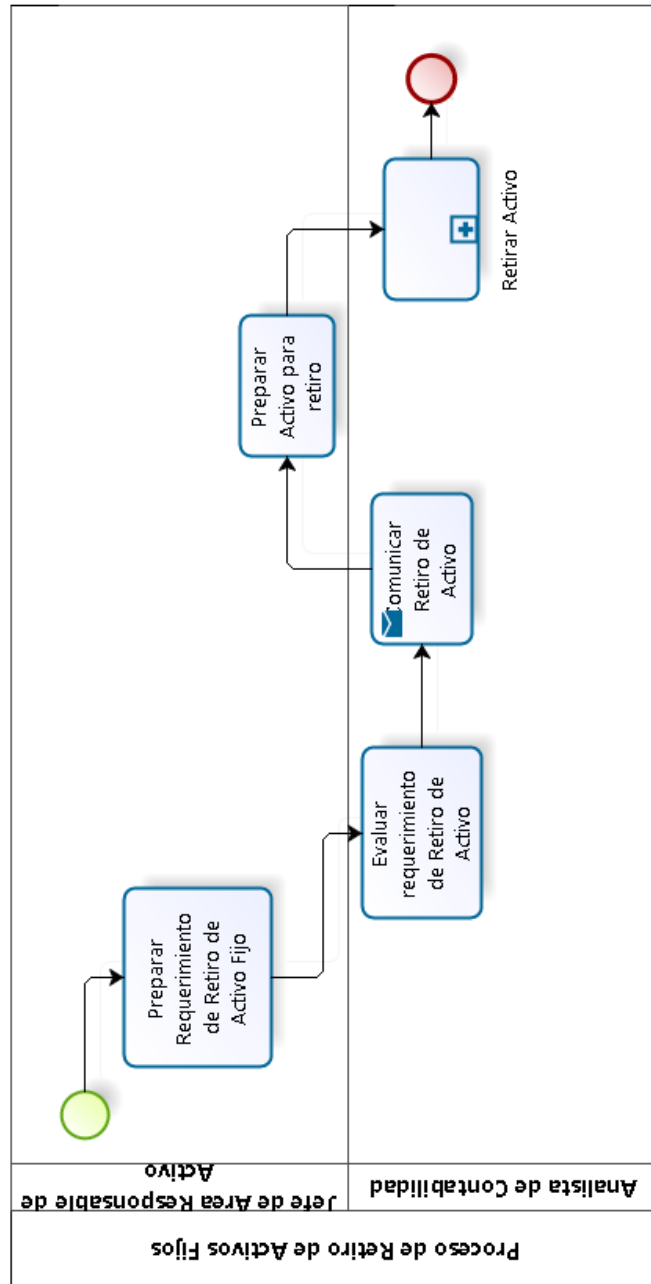 Proceso de Retiro de Activos Fijos
Jefe de Area Responsable de
Activo
Analista de Contabilidad
Preparar
Requerimiento
de Retiro de
Activo Fijo
Evaluar
requerimiento
de Retiro de
Activo
Comunicar
Retiro de
Activo
Preparar
Activo para
retiro
Retirar Activo